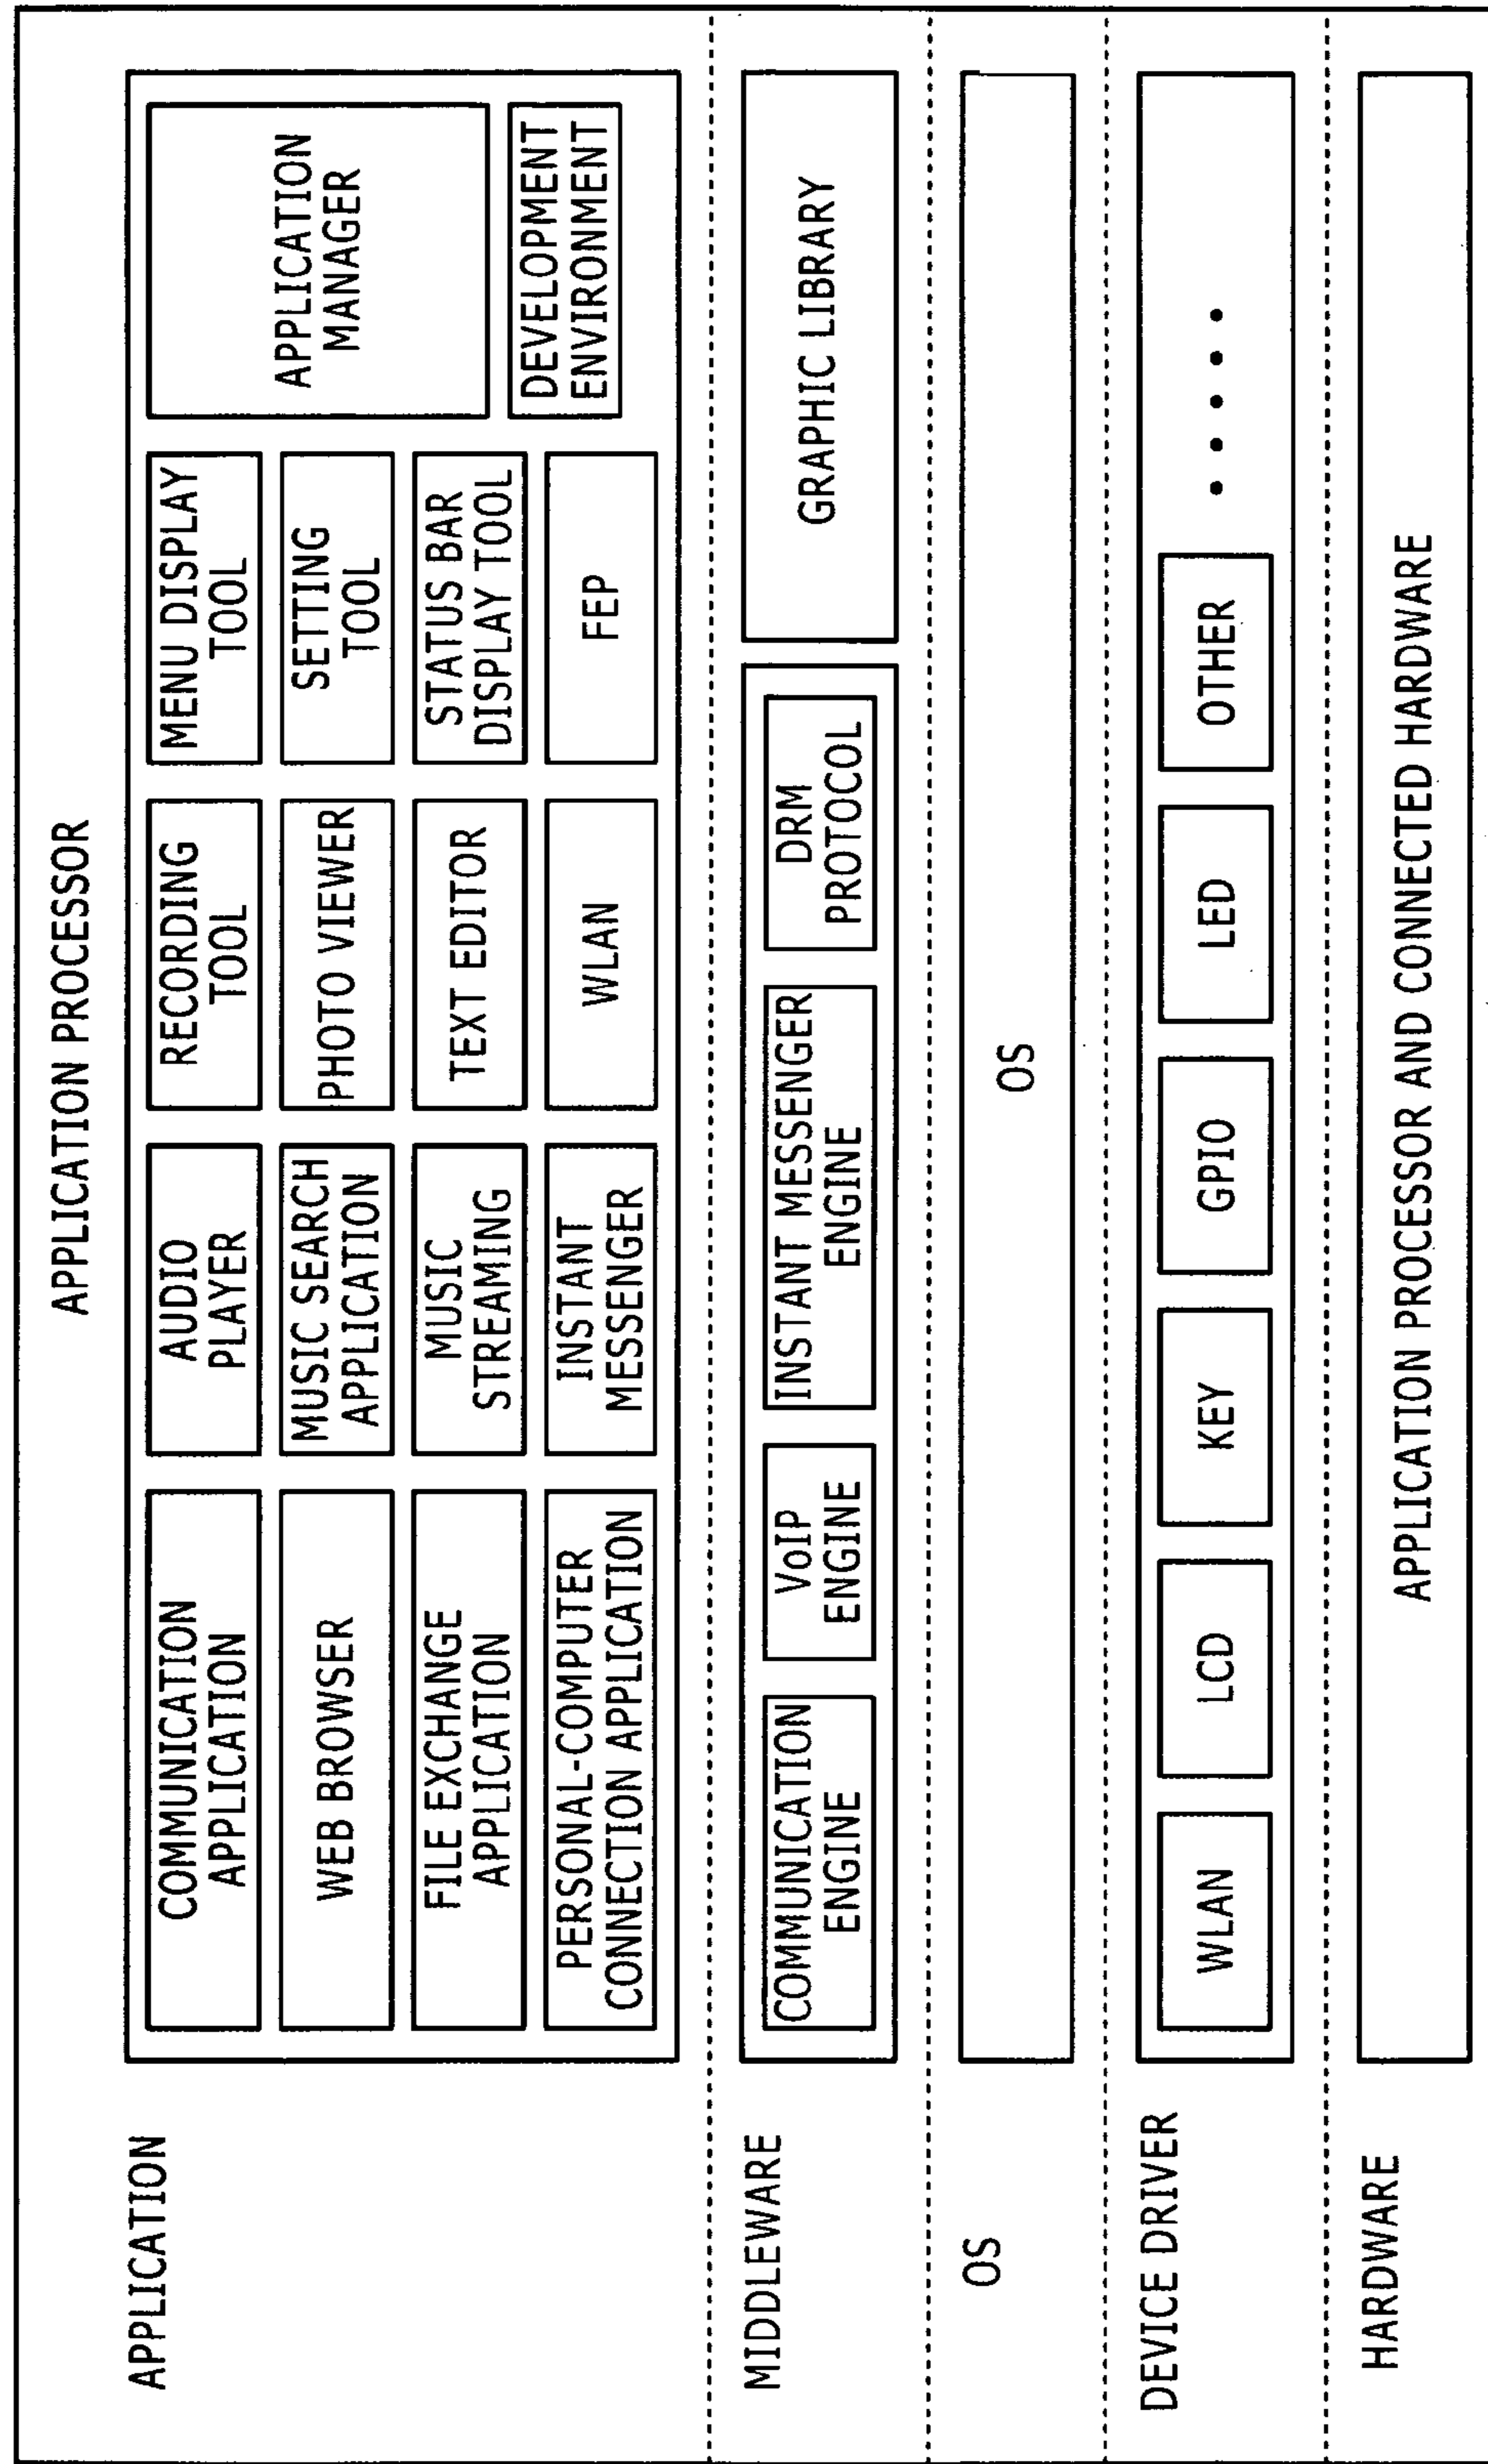 APPLICATION PROCESSOR
APPLICATION
COMMUNICATION
APPLICATION
AUDIO
PLAYER
RECORDING
TOOL
MENU DISPLAY
TOOL
APPLICATION
MANAGER
WEB BROWSER
MUSIC SEARCH
APPLICATION
PHOTO VIEWER
SETTING
TOOL
FILE EXCHANGE
APPLICATION
MUSIC
STREAMING
TEXT EDITOR
STATUS BAR
DISPLAY TOOL
DEVELOPMENT
ENVIRONMENT
PERSONAL-COMPUTER
CONNECTION APPLICATION
INSTANT
MESSENGER
WLAN
FEP
MIDDLEWARE
COMMUNICATION
ENGINE
VoIP
ENGINE
INSTANT MESSENGER
ENGINE
DRM
PROTOCOL
GRAPHIC LIBRARY
OS
OS
DEVICE DRIVER
WLAN
LCD
KEY
GPIO
LED
OTHER
.....
HARDWARE
APPLICATION PROCESSOR AND CONNECTED HARDWARE